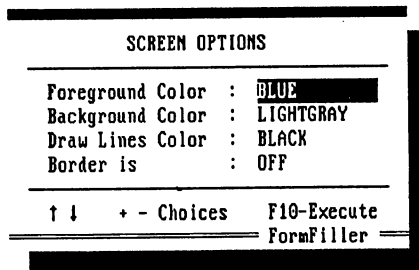 SCREEN OPTIONS
Foreground Color : BLUE
Background Color : LIGHTGRAY
Draw Lines Color : BLACK
Border is : OFF
↑ ↓ + - Choices F10-Execute
FormFiller